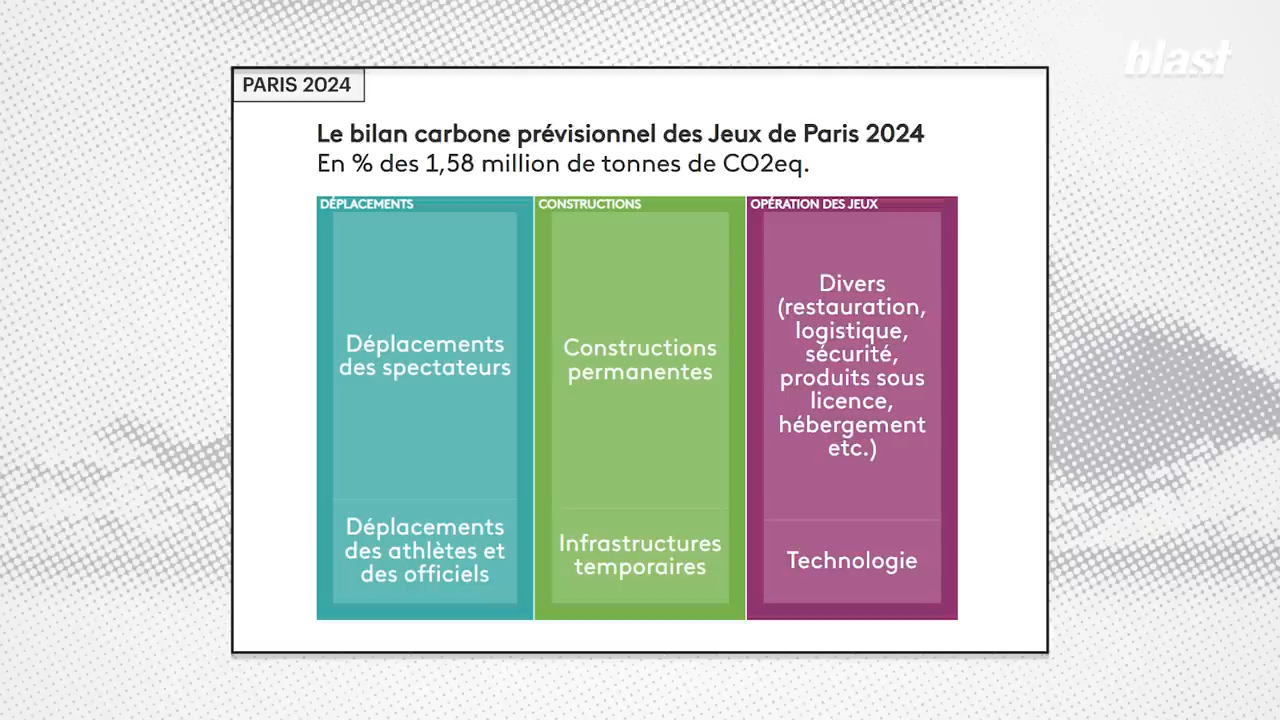 blast
PARIS 2024
Le bilan carbone prévisionnel des Jeux de Paris 2024
En % des 1,58 million de tonnes de CO2eq.
DÉPLACEMENTS
Déplacements
des spectateurs
Déplacements
des athlètes et
des officiels
CONSTRUCTIONS
Constructions
permanentes
Infrastructures
temporaires
OPÉRATION DES JEUX
Divers
(restauration,
logistique,
sécurité,
produits sous
licence,
hébergement
etc.)
Technologie